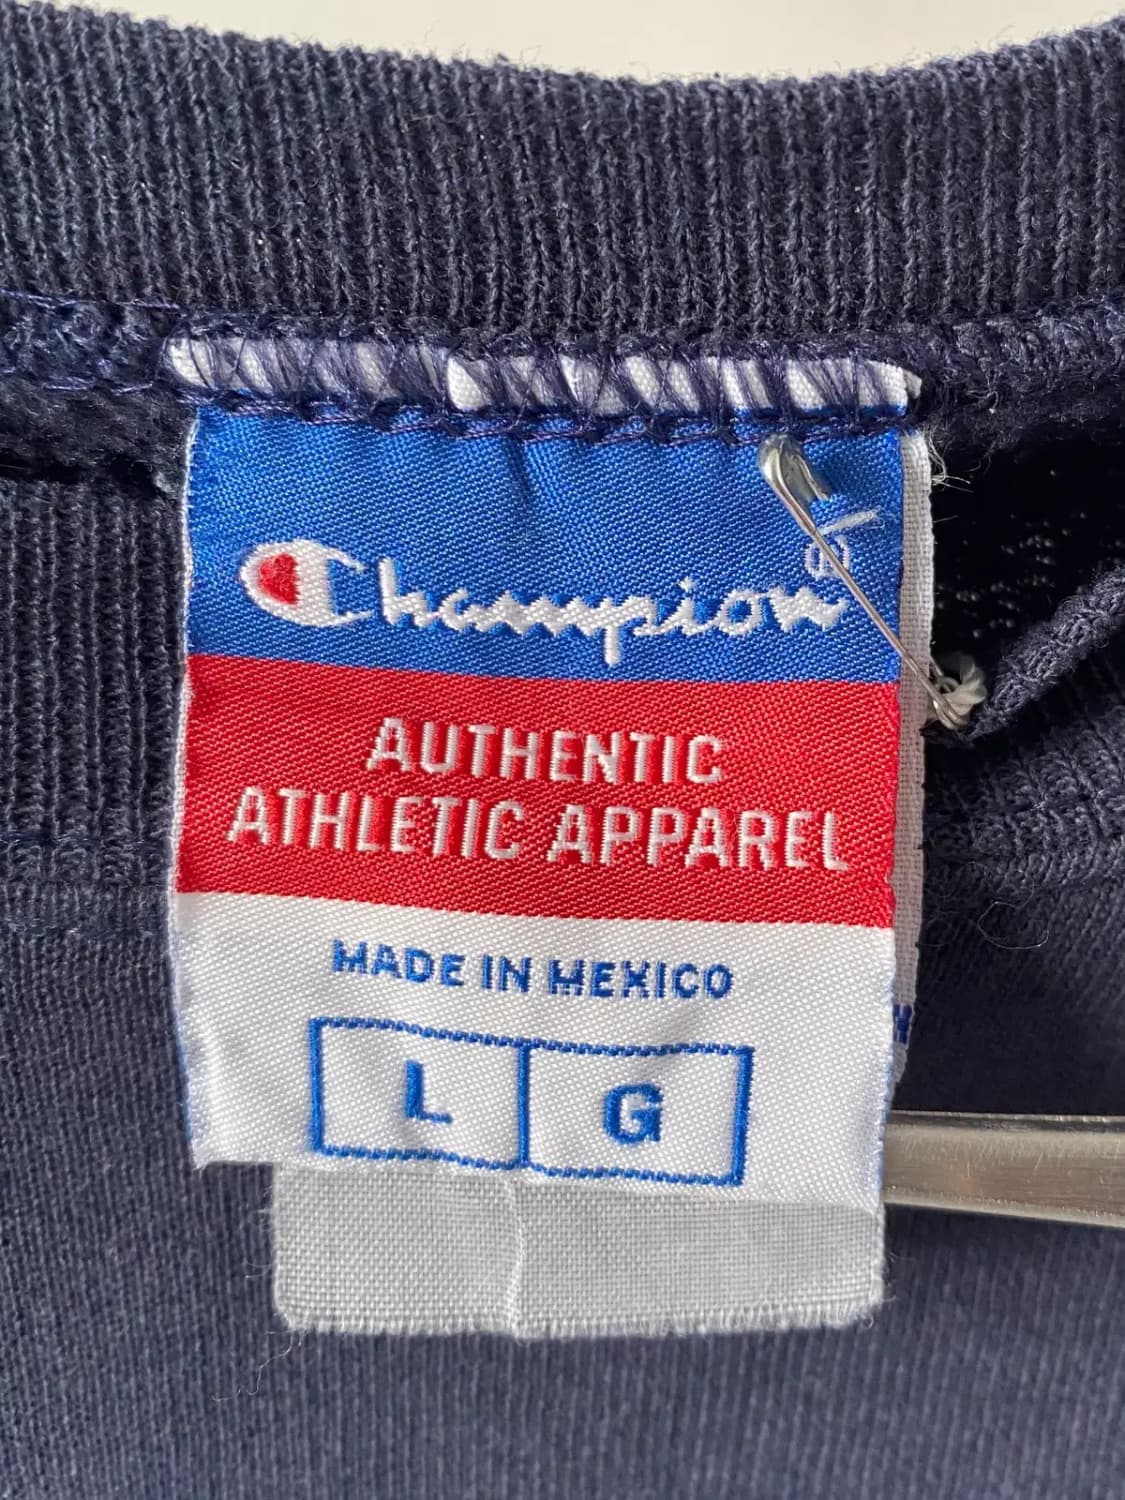 Champion®
AUTHENTIC
ATHLETIC APPAREL
MADE IN MEXICO
L G